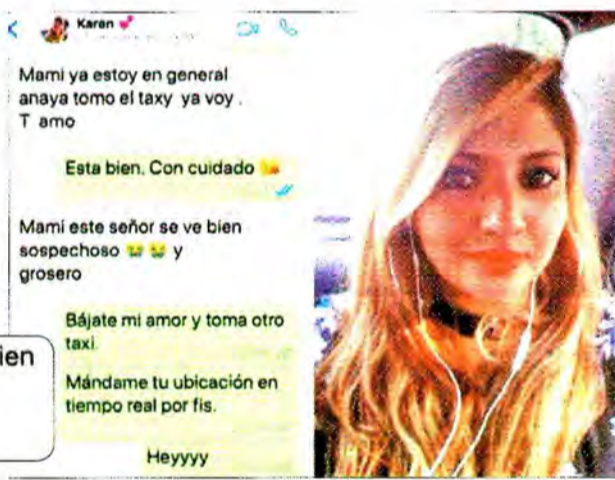 Karen
Mami ya estoy en general
anaya tomo el taxy ya voy .
T amo
Esta bien. Con cuidado
Mami este señor se ve bien
sospechoso 😭 😭 y
grosero
Bájate mi amor y toma otro
taxi.
ien
Mándame tu ubicación en
tiempo real por fis.
Heyyyy